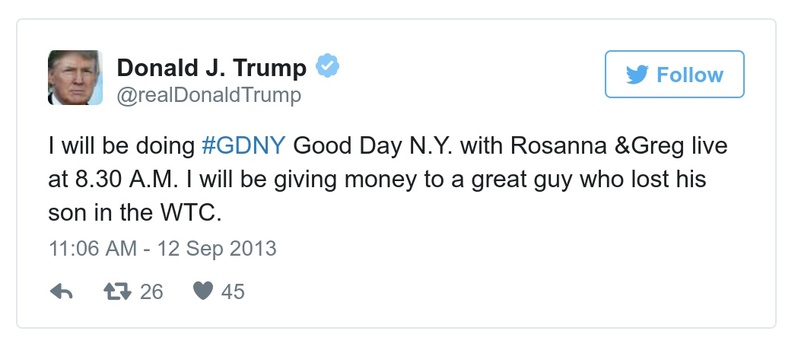 Donald J. Trump
@realDonaldTrump
Follow
I will be doing #GDNY Good Day N.Y. with Rosanna &Greg live
at 8.30 A.M. I will be giving money to a great guy who lost his
son in the WTC.
11:06 AM - 12 Sep 2013
26 45